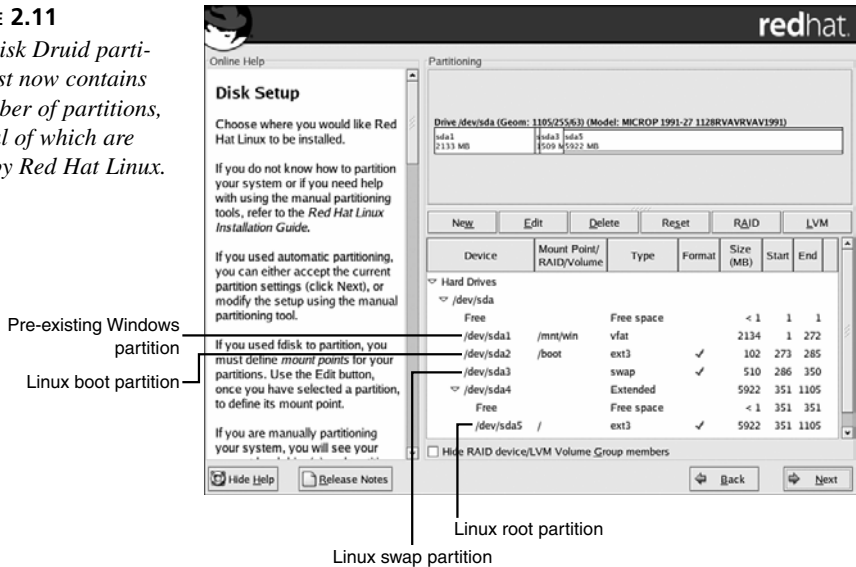 E 2.11
isk Druid parti-
st now contains
ber of partitions,
l of which are
by Red Hat Linux.
redhat.
Online Help
Disk Setup
Choose where you would like Red
Hat Linux to be installed.
If you do not know how to partition
your system or if you need help
with using the manual partitioning
tools, refer to the Red Hat Linux
Installation Guide.
If you used automatic partitioning,
you can either accept the current
partition settings (click Next), or
modify the setup using the manual
partitioning tool.
If you used fdisk to partition, you
must define mount points for your
partitions. Use the Edit button,
once you have selected a partition,
to define its mount point.
If you are manually partitioning
your system, you will see your
Partitioning
Drive /dev/sda (Geom: 1105/255/63) (Model: MICROP 1991-27 1128RVAVRVAV1991)
sda1 sda3 sda5
2133 MB 509 M 5922 MB
New Edit Delete Reset RAID LVM
Device Mount Point/ RAID/Volume Type Format Size (MB) Start End
Hard Drives
/dev/sda
Free Free space < 1 1 1
/dev/sda1 /mnt/win vfat 2134 1 272
/dev/sda2 /boot ext3 ✓ 102 273 285
/dev/sda3 swap ✓ 510 286 350
/dev/sda4 Extended 5922 351 1105
Free Free space < 1 351 351
/dev/sda5 / ext3 ✓ 5922 351 1105
Hide RAID device/LVM Volume Group members
Hide Help Release Notes Back Next
Pre-existing Windows
partition
Linux boot partition
Linux root partition
Linux swap partition